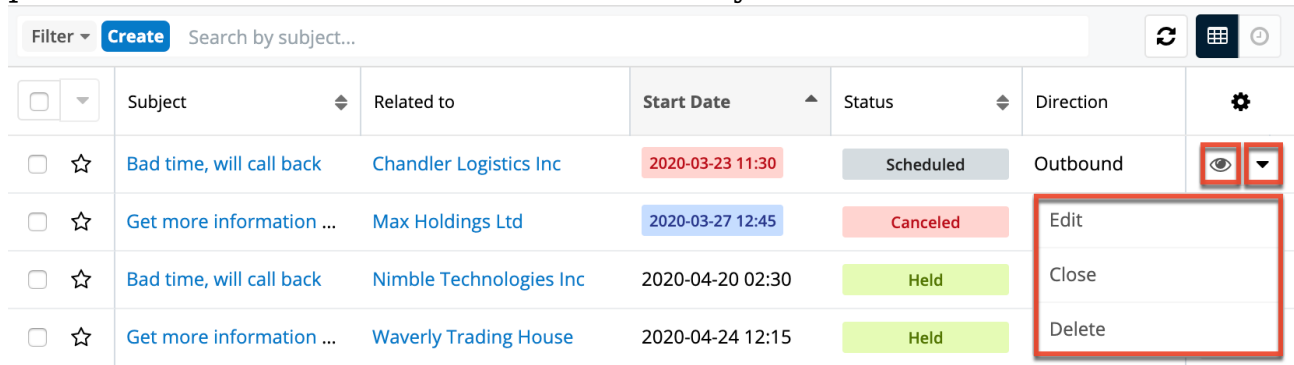 Filter Create Search by subject...
Subject Related to Start Date Status Direction
Bad time, will call back Chandler Logistics Inc 2020-03-23 11:30 Scheduled Outbound
Get more information ... Max Holdings Ltd 2020-03-27 12:45 Canceled Edit
Bad time, will call back Nimble Technologies Inc 2020-04-20 02:30 Held Close
Get more information ... Waverly Trading House 2020-04-24 12:15 Held Delete